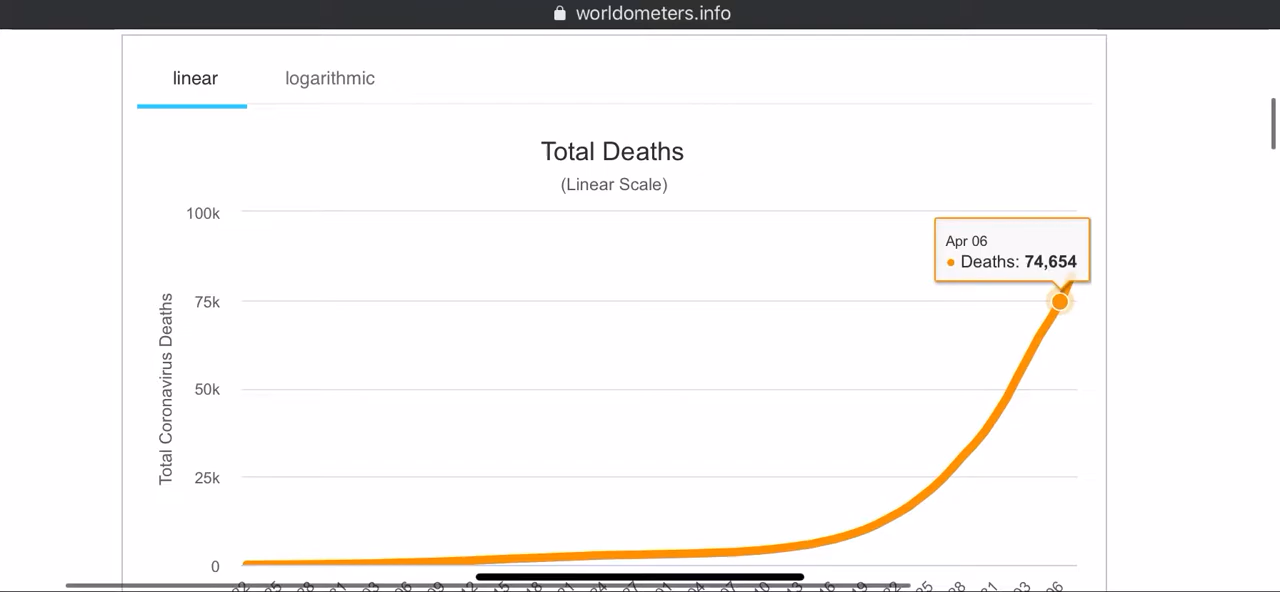 worldometers.info
linear logarithmic
Total Deaths
(Linear Scale)
100k
Apr 06
Deaths: 74,654
75k
Total Coronavirus Deaths
50k
25k
0